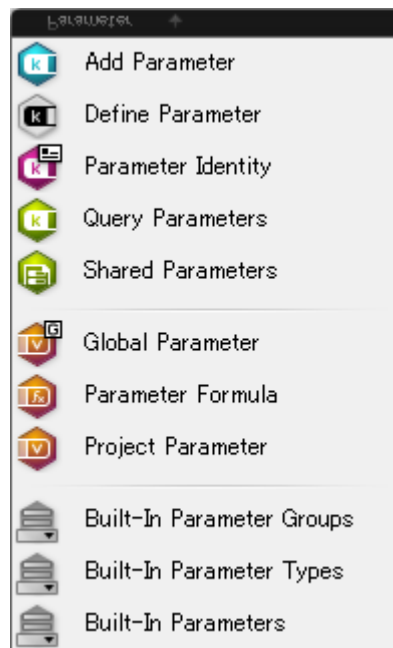 Parameter
Add Parameter
Define Parameter
Parameter Identity
Query Parameters
Shared Parameters
Global Parameter
Parameter Formula
Project Parameter
Built-In Parameter Groups
Built-In Parameter Types
Built-In Parameters